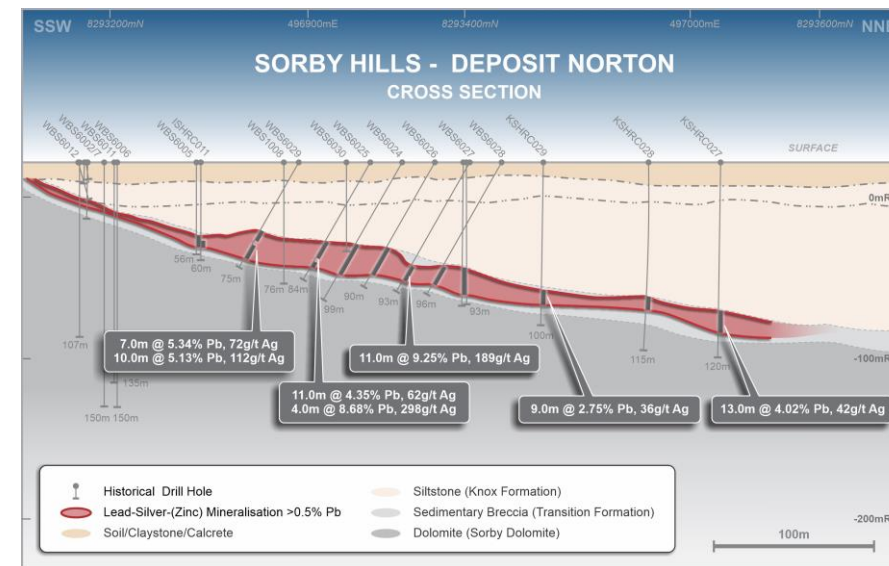 SSW 8293200mN 496900mE 8293400mN 497000mE 8293600mN NNE
SORBY HILLS - DEPOSIT NORTON
CROSS SECTION
WBS6012
WBS6002/7
WBS6011
WBS6006
WBS6005
ISHRC011
WBS1008
WBS6029
WBS6030
WBS6025
WBS6024
WBS6026
WBS6027
WBS6028
KSHRC029
KSHRC028
KSHRC027
SURFACE
0mR
56m
60m
75m
76m
84m
99m
90m
93m
96m
93m
100m
115m
120m
107m
135m
150m 150m
-100mR
7.0m @ 5.34% Pb, 72g/t Ag
10.0m @ 5.13% Pb, 112g/t Ag
11.0m @ 9.25% Pb, 189g/t Ag
11.0m @ 4.35% Pb, 62g/t Ag
4.0m @ 8.68% Pb, 298g/t Ag
9.0m @ 2.75% Pb, 36g/t Ag
13.0m @ 4.02% Pb, 42g/t Ag
Historical Drill Hole
Lead-Silver-(Zinc) Mineralisation >0.5% Pb
Soil/Claystone/Calcrete
Siltstone (Knox Formation)
Sedimentary Breccia (Transition Formation)
Dolomite (Sorby Dolomite)
-200mR
100m